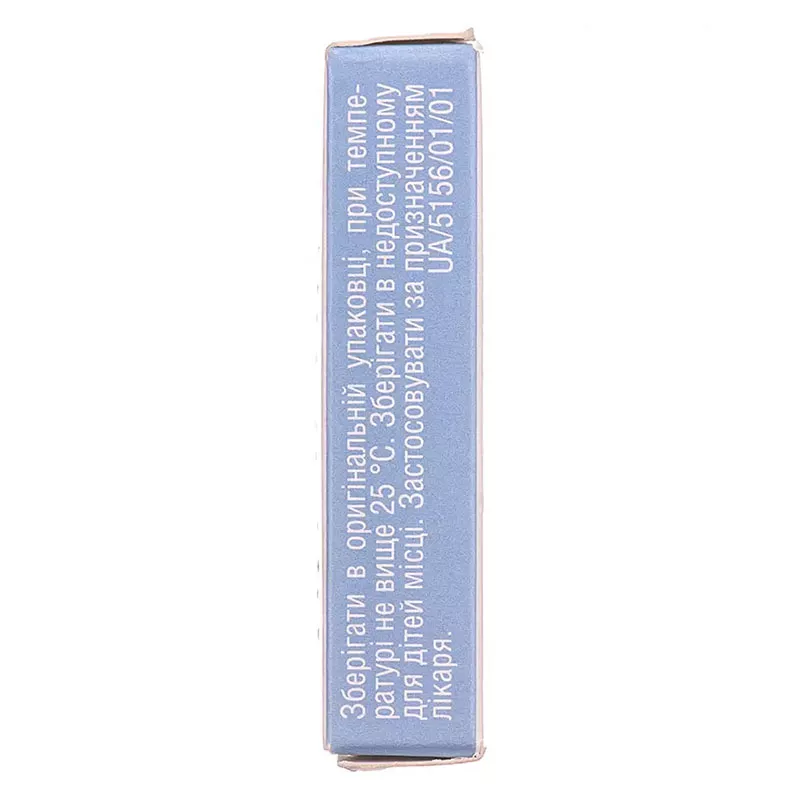 Зберігати в оригінальній упаковці, при темпе-
ратурі не вище 25 °С. Зберігати в недоступному
для дітей місці. Застосовувати за призначенням
лікаря. UA/5156/01/01